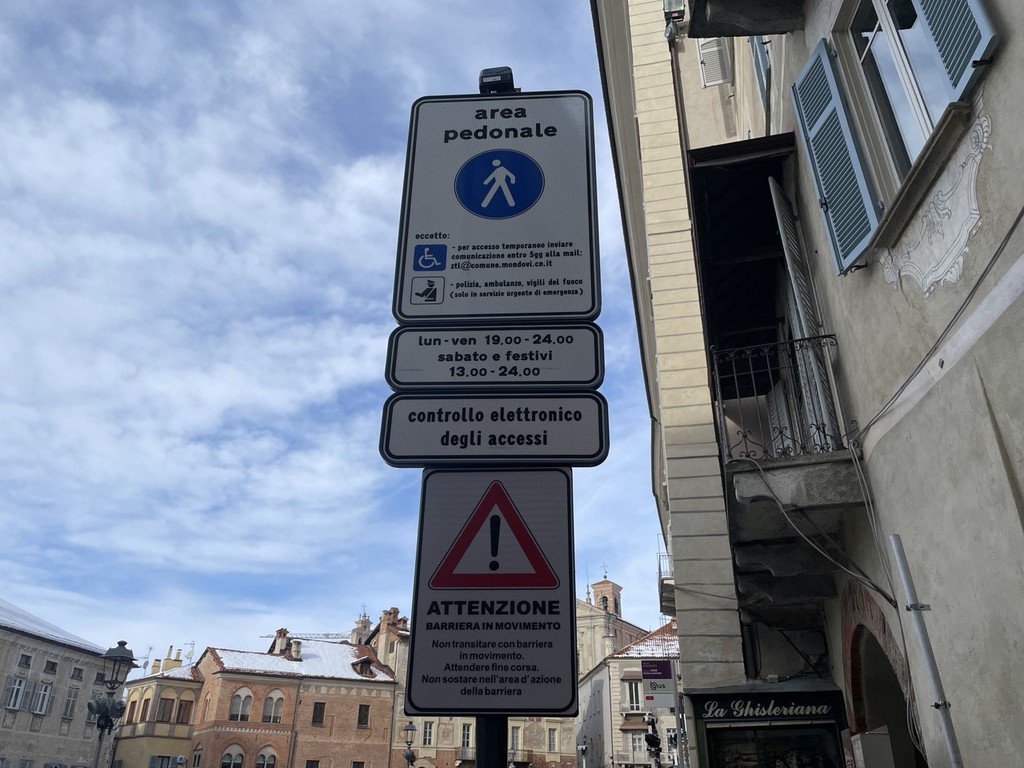 area
pedonale
eccetto:
- per accesso temporaneo inviare
comunicazione entro 5gg alla mail:
ztl@comune.mondovi.cn.it
- polizia, ambulanze, vigili del fuoco
(solo in servizio urgente di emergenza)
lun-ven 19.00-24.00
sabato e festivi
13.00-24.00
controllo elettronico
degli accessi
ATTENZIONE
BARRIERA IN MOVIMENTO
Non transitare con barriera
in movimento.
Attendere fine corsa.
Non sostare nell'area d'azione
della barriera
La Ghisleriana